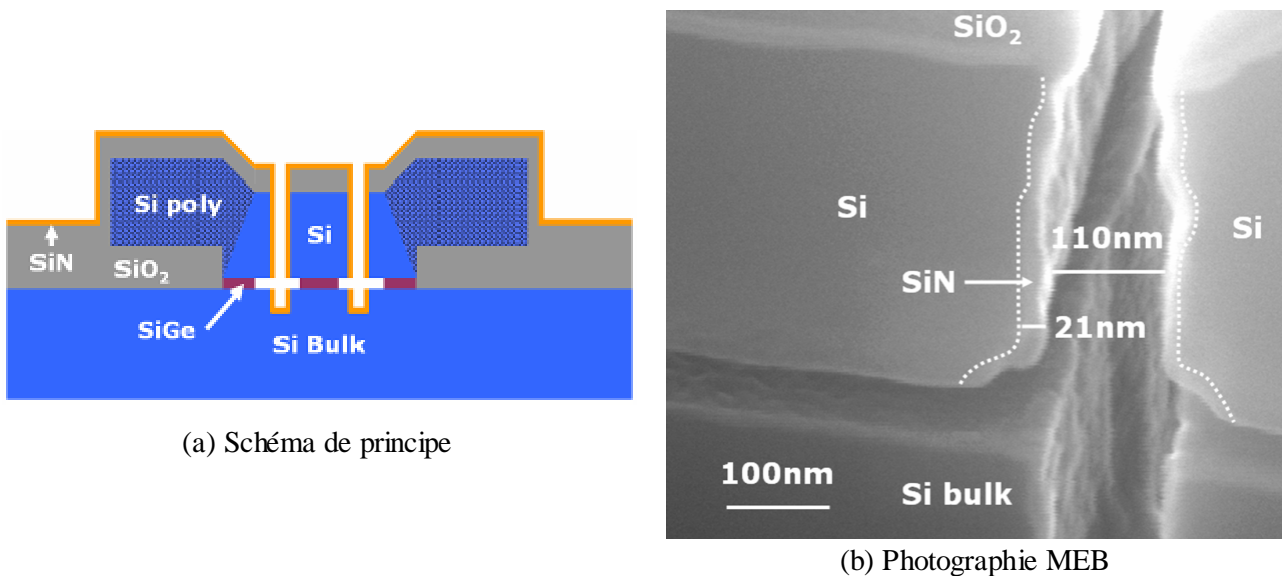 Si poly
Si
SiN
SiO2
SiGe
Si Bulk
(a) Schéma de principe
SiO2
Si
Si
110nm
SiN
21nm
100nm
Si bulk
(b) Photographie MEB